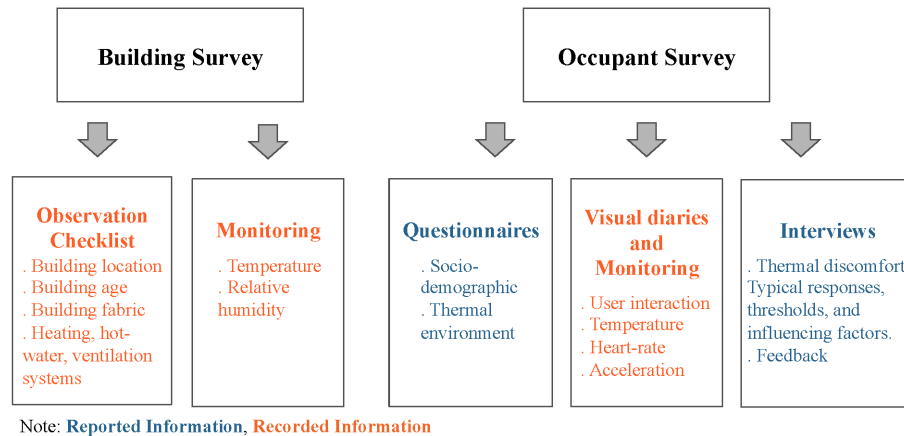 Building Survey
Occupant Survey
Observation
Checklist
. Building location
. Building age
. Building fabric
. Heating, hot-
water, ventilation
systems
Monitoring
. Temperature
. Relative
humidity
Questionnaires
. Socio-
demographic
. Thermal
environment
Visual diaries
and
Monitoring
. User interaction
. Temperature
. Heart-rate
. Acceleration
Interviews
. Thermal discomfort
Typical responses,
thresholds, and
influencing factors.
. Feedback
Note: Reported Information, Recorded Information